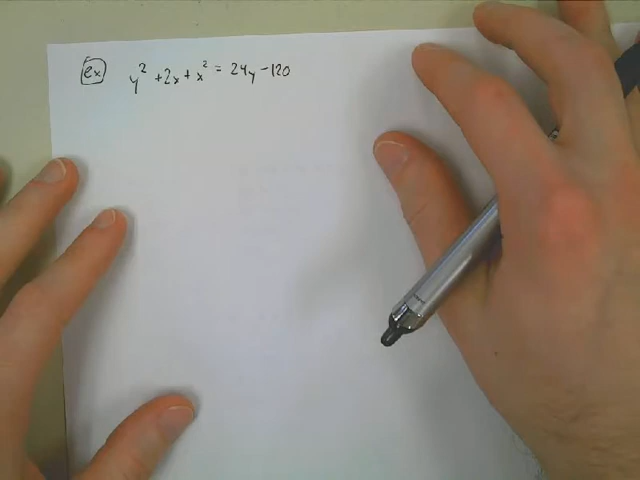 ex y² + 2x + x² = 24y - 120